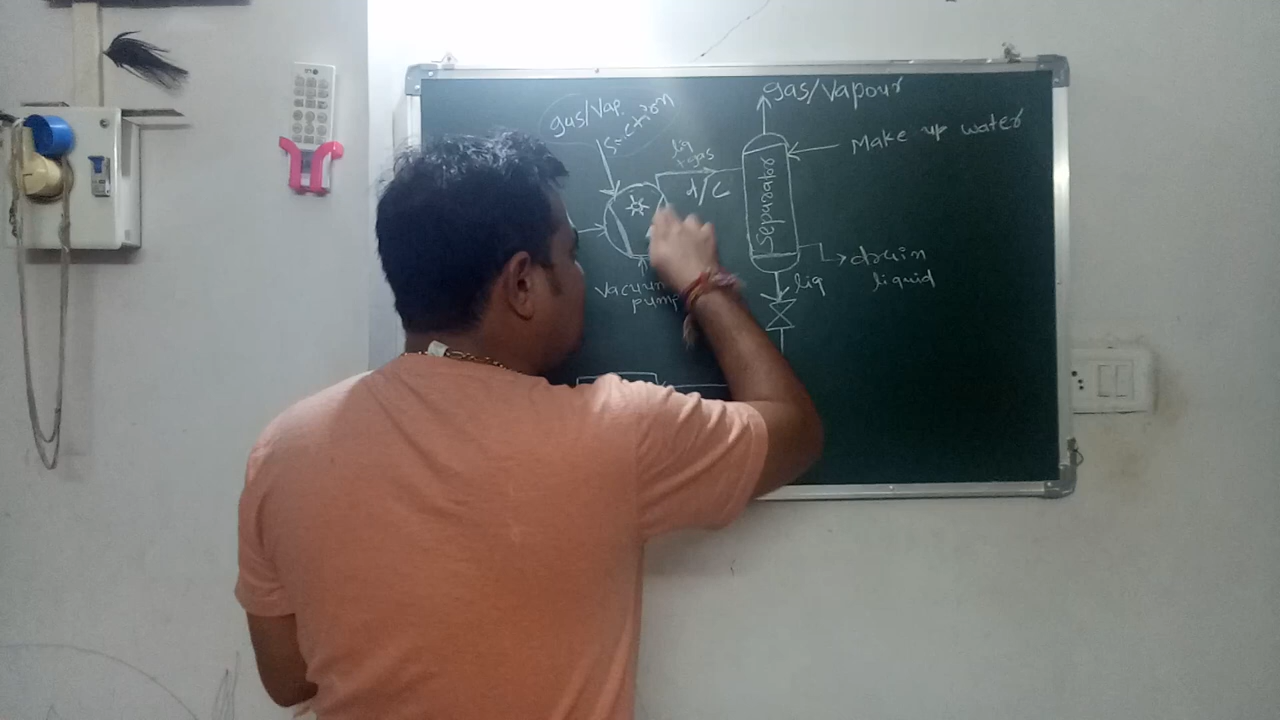 gas/vap.
suction
liq
+gas
d/c
gas/vapour
Make up water
Separator
drain
liquid
liq
vacuum
pump